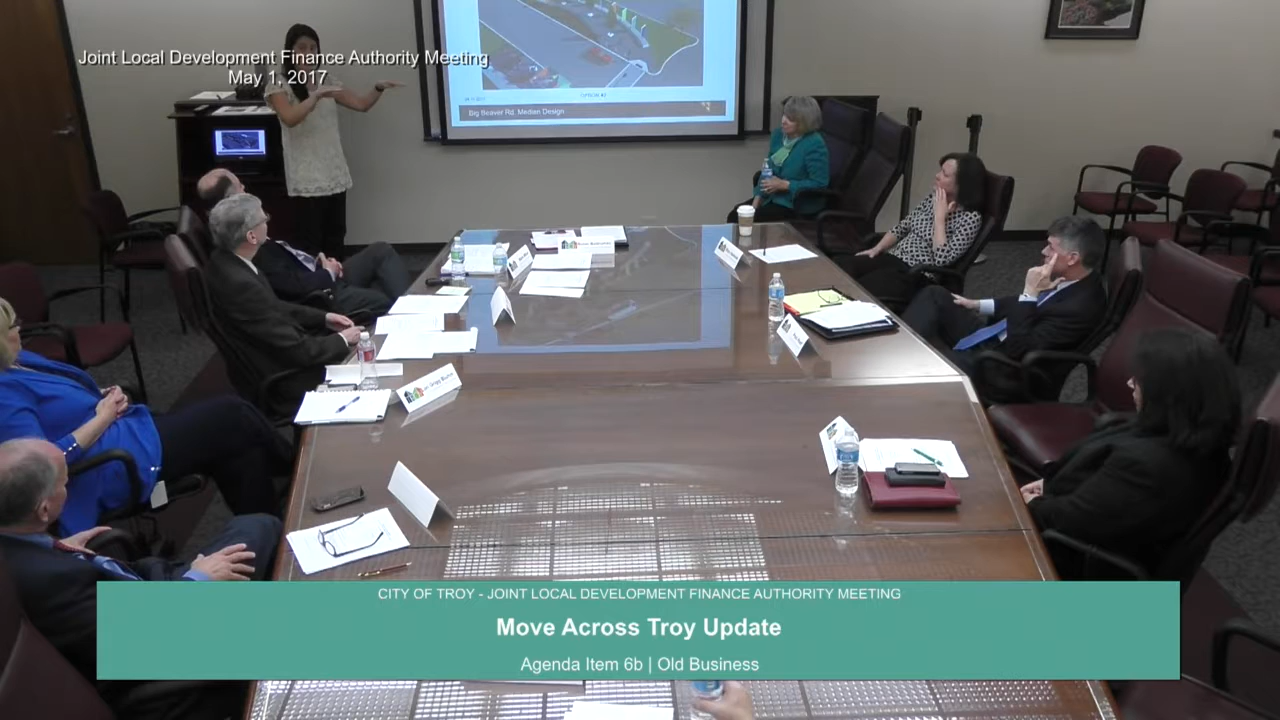 Joint Local Development Finance Authority Meeting
May 1, 2017
Big Beaver Rd. Median Design
CITY OF TROY - JOINT LOCAL DEVELOPMENT FINANCE AUTHORITY MEETING
Move Across Troy Update
Agenda Item 6b | Old Business